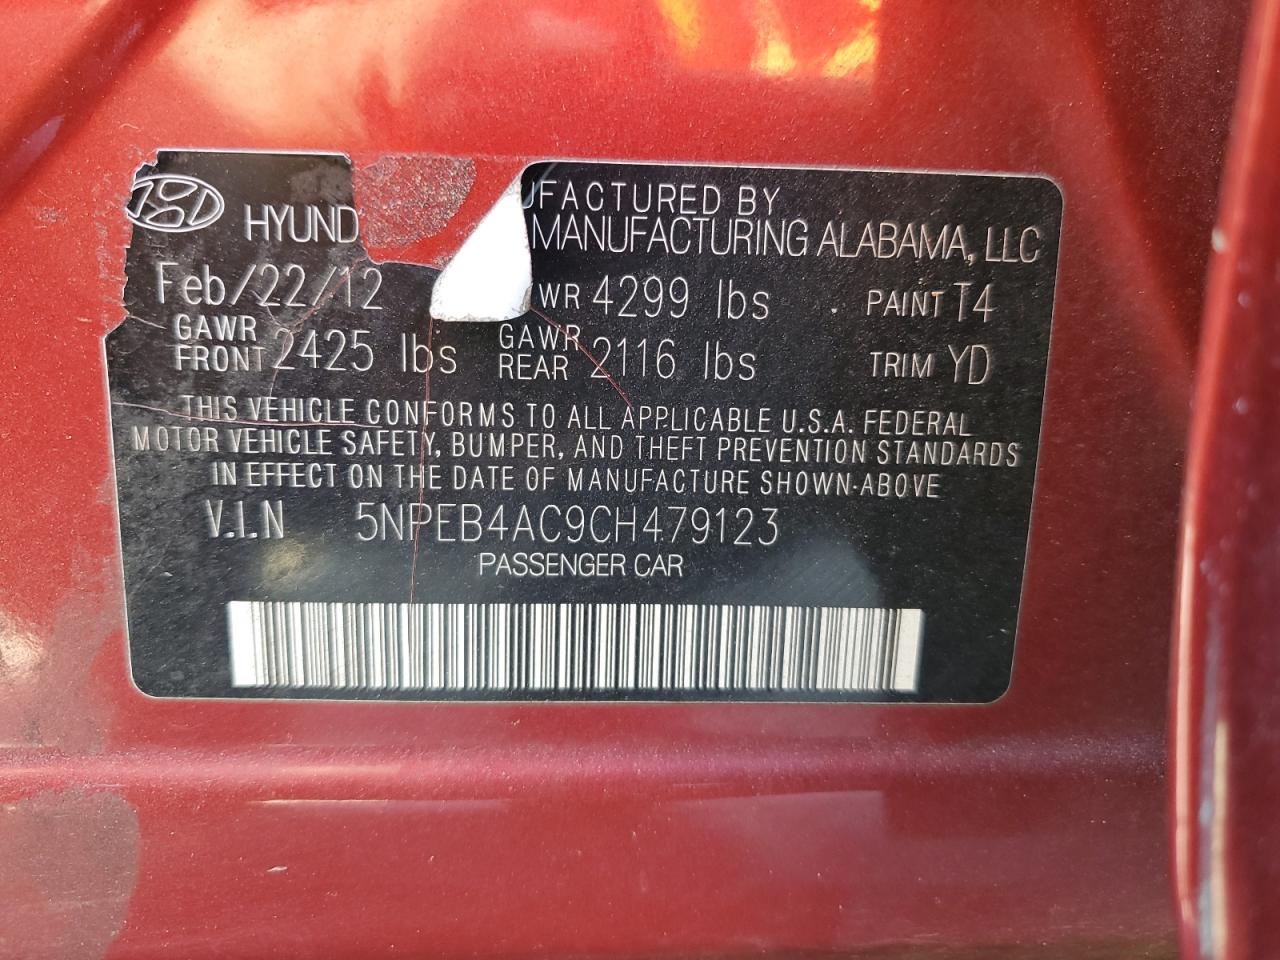 HYUND
UFACTURED BY
MANUFACTURING ALABAMA, LLC
Feb/22/12 WR 4299 lbs PAINT T4
GAWR FRONT 2425 lbs GAWR REAR 2116 lbs TRIM YD
THIS VEHICLE CONFORMS TO ALL APPLICABLE U.S.A. FEDERAL
MOTOR VEHICLE SAFETY, BUMPER, AND THEFT PREVENTION STANDARDS
IN EFFECT ON THE DATE OF MANUFACTURE SHOWN-ABOVE
V.I.N 5NPEB4AC9CH479123
PASSENGER CAR